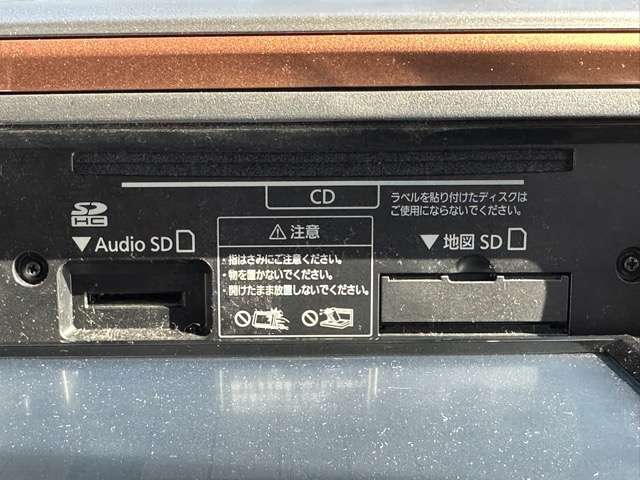 CD
ラベルを貼り付けたディスクは
ご使用にならないでください。
SD
HC
▼Audio SD
⚠注意
・指はさみにご注意ください。
・物を置かないでください。
・開けたまま放置しないでください。
▼地図 SD